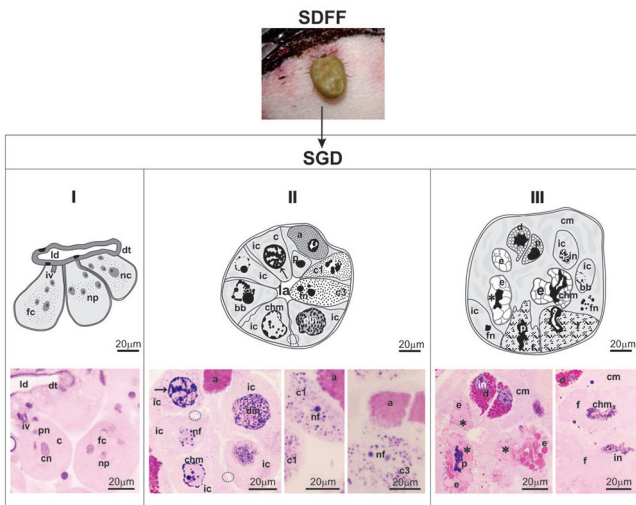 SDFF
SGD
I
II
III
ld
dt
iv
nc
np
fc
20µm
a
c
ic
ic
p
i
ic
c1
la
fn
c3
bb
chm
ic
ic
20µm
cm
d
p
ic
in
e
ic
bb
e
e
chm
*
fn
ic
fn
p
f
f
20µm
ld
dt
iv
pn
c
fc
cn
np
20µm
a
ic
ic
dm
ic
nf
chm
ic
ic
20µm
a
c1
nf
c1
20µm
a
nf
c3
20µm
in
d
cm
e
*
*
*
e
p
e
20µm
d
cm
f
chm
in
f
20µm